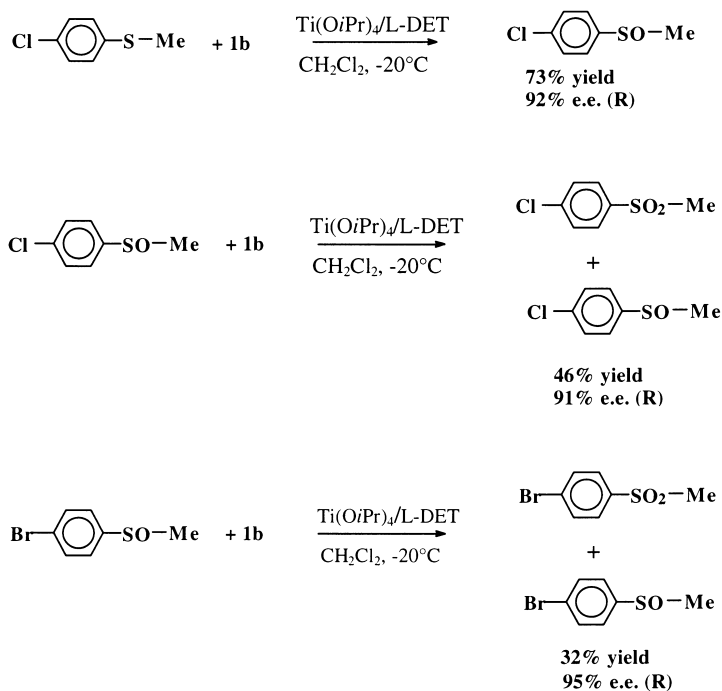 Cl S—Me + 1b Ti(OiPr)4/L-DET CH2Cl2, -20°C Cl SO—Me
73% yield
92% e.e. (R)
Cl SO—Me + 1b Ti(OiPr)4/L-DET CH2Cl2, -20°C Cl SO2—Me
+
Cl SO—Me
46% yield
91% e.e. (R)
Br SO—Me + 1b Ti(OiPr)4/L-DET CH2Cl2, -20°C Br SO2—Me
+
Br SO—Me
32% yield
95% e.e. (R)